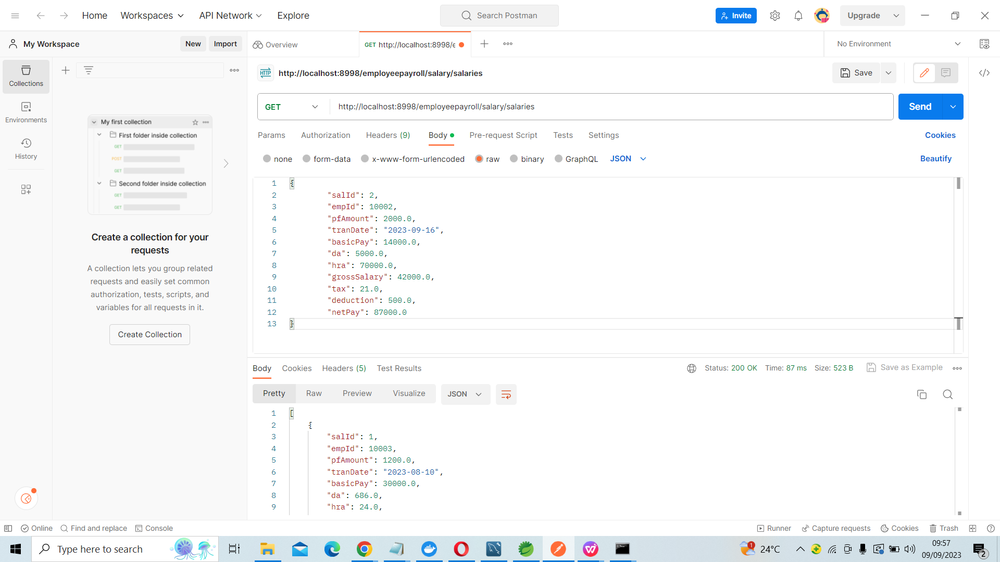 Home
Workspaces
API Network
Explore
Search Postman
Invite
Upgrade
My Workspace
New
Import
Overview
GET http://localhost:8998/e
No Environment
Collections
Environments
History
My first collection
First folder inside collection
GET
POST
GET
Second folder inside collection
GET
GET
Create a collection for your
requests
A collection lets you group related
requests and easily set common
authorization, tests, scripts, and
variables for all requests in it.
Create Collection
HTTP http://localhost:8998/employeepayroll/salary/salaries
Save
GET http://localhost:8998/employeepayroll/salary/salaries
Send
Params Authorization Headers (9) Body Pre-request Script Tests Settings
Cookies
none form-data x-www-form-urlencoded raw binary GraphQL JSON
Beautify
1 {
2 "salId": 2,
3 "empId": 10002,
4 "pfAmount": 2000.0,
5 "tranDate": "2023-09-16",
6 "basicPay": 14000.0,
7 "da": 5000.0,
8 "hra": 70000.0,
9 "grossSalary": 42000.0,
10 "tax": 21.0,
11 "deduction": 500.0,
12 "netPay": 87000.0
13 }
Body Cookies Headers (5) Test Results
Status: 200 OK Time: 87 ms Size: 523 B
Save as Example
Pretty Raw Preview Visualize JSON
1 [
2 {
3 "salId": 1,
4 "empId": 10003,
5 "pfAmount": 1200.0,
6 "tranDate": "2023-08-10",
7 "basicPay": 30000.0,
8 "da": 686.0,
9 "hra": 24.0,
Online
Find and replace
Console
Runner
Capture requests
Cookies
Trash
Type here to search
1
24°C
09:57
09/09/2023
2